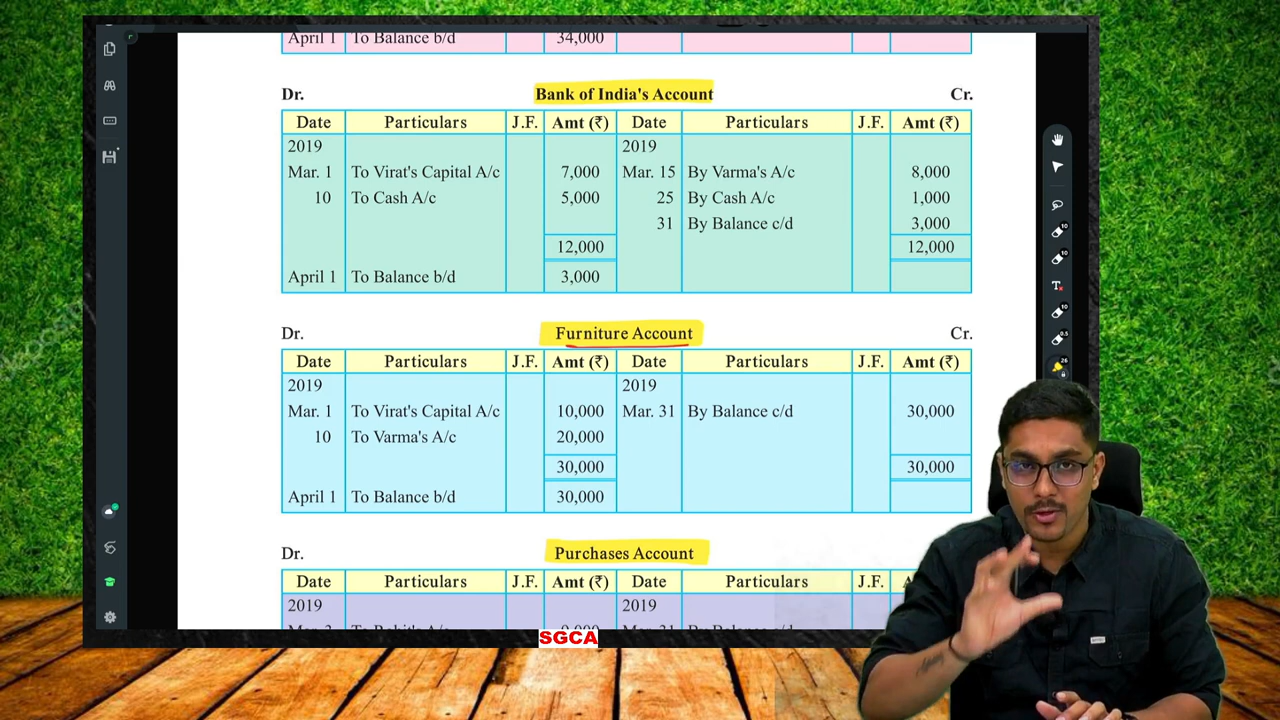 April 1 To Balance b/d 34,000
Dr. Bank of India's Account Cr.
Date Particulars J.F. Amt (₹) Date Particulars J.F. Amt (₹)
2019 2019
Mar. 1 To Virat's Capital A/c 7,000 Mar. 15 By Varma's A/c 8,000
10 To Cash A/c 5,000 25 By Cash A/c 1,000
31 By Balance c/d 3,000
12,000 12,000
April 1 To Balance b/d 3,000
Dr. Furniture Account Cr.
Date Particulars J.F. Amt (₹) Date Particulars J.F. Amt (₹)
2019 2019
Mar. 1 To Virat's Capital A/c 10,000 Mar. 31 By Balance c/d 30,000
10 To Varma's A/c 20,000
30,000 30,000
April 1 To Balance b/d 30,000
Dr. Purchases Account
Date Particulars J.F. Amt (₹) Date Particulars J.F.
2019 2019
SGCA